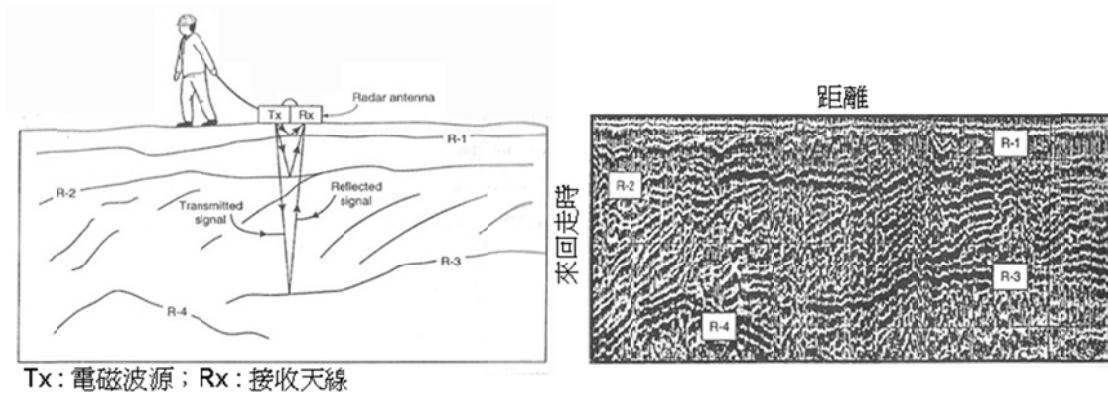 Tx Rx
Radar antenna
R-1
R-2
Transmitted
signal
Reflected
signal
R-3
R-4
Tx : 電磁波源；Rx : 接收天線
距離
來回走時
R-1
R-2
R-3
R-4